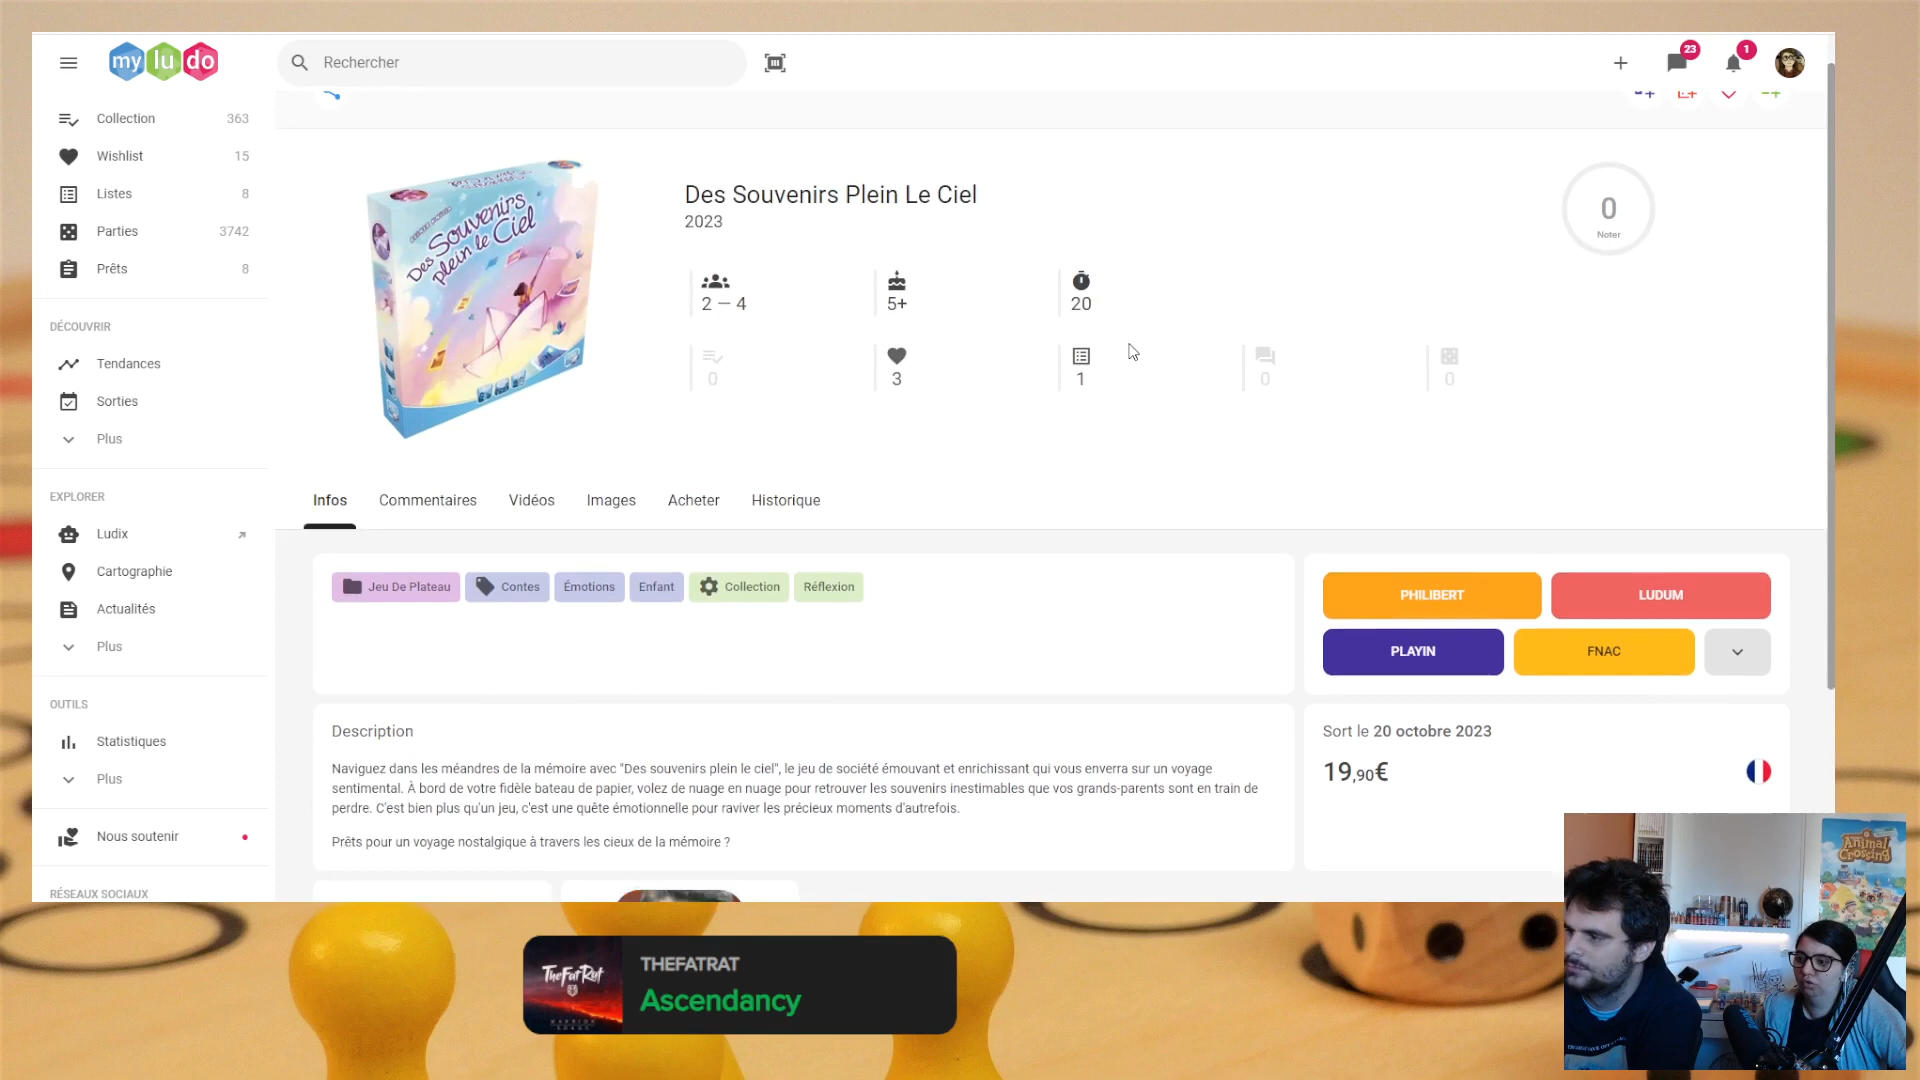 my lu do
Rechercher
23
1
Collection 363
Wishlist 15
Listes 8
Parties 3742
Prêts 8
DÉCOUVRIR
Tendances
Sorties
Plus
EXPLORER
Ludix
Cartographie
Actualités
Plus
OUTILS
Statistiques
Plus
Nous soutenir
RÉSEAUX SOCIAUX
Des Souvenirs
plein le Ciel
Des Souvenirs Plein Le Ciel
2023
0
Noter
2 — 4
5+
20
0
3
1
0
0
Infos
Commentaires
Vidéos
Images
Acheter
Historique
Jeu De Plateau
Contes
Émotions
Enfant
Collection
Réflexion
PHILIBERT
LUDUM
PLAYIN
FNAC
Description
Naviguez dans les méandres de la mémoire avec "Des souvenirs plein le ciel", le jeu de société émouvant et enrichissant qui vous enverra sur un voyage
sentimental. À bord de votre fidèle bateau de papier, volez de nuage en nuage pour retrouver les souvenirs inestimables que vos grands-parents sont en train de
perdre. C'est bien plus qu'un jeu, c'est une quête émotionnelle pour raviver les précieux moments d'autrefois.
Prêts pour un voyage nostalgique à travers les cieux de la mémoire ?
Sort le 20 octobre 2023
19,90€
TheFatRat
THEFATRAT
Ascendancy
Animal
Crossing